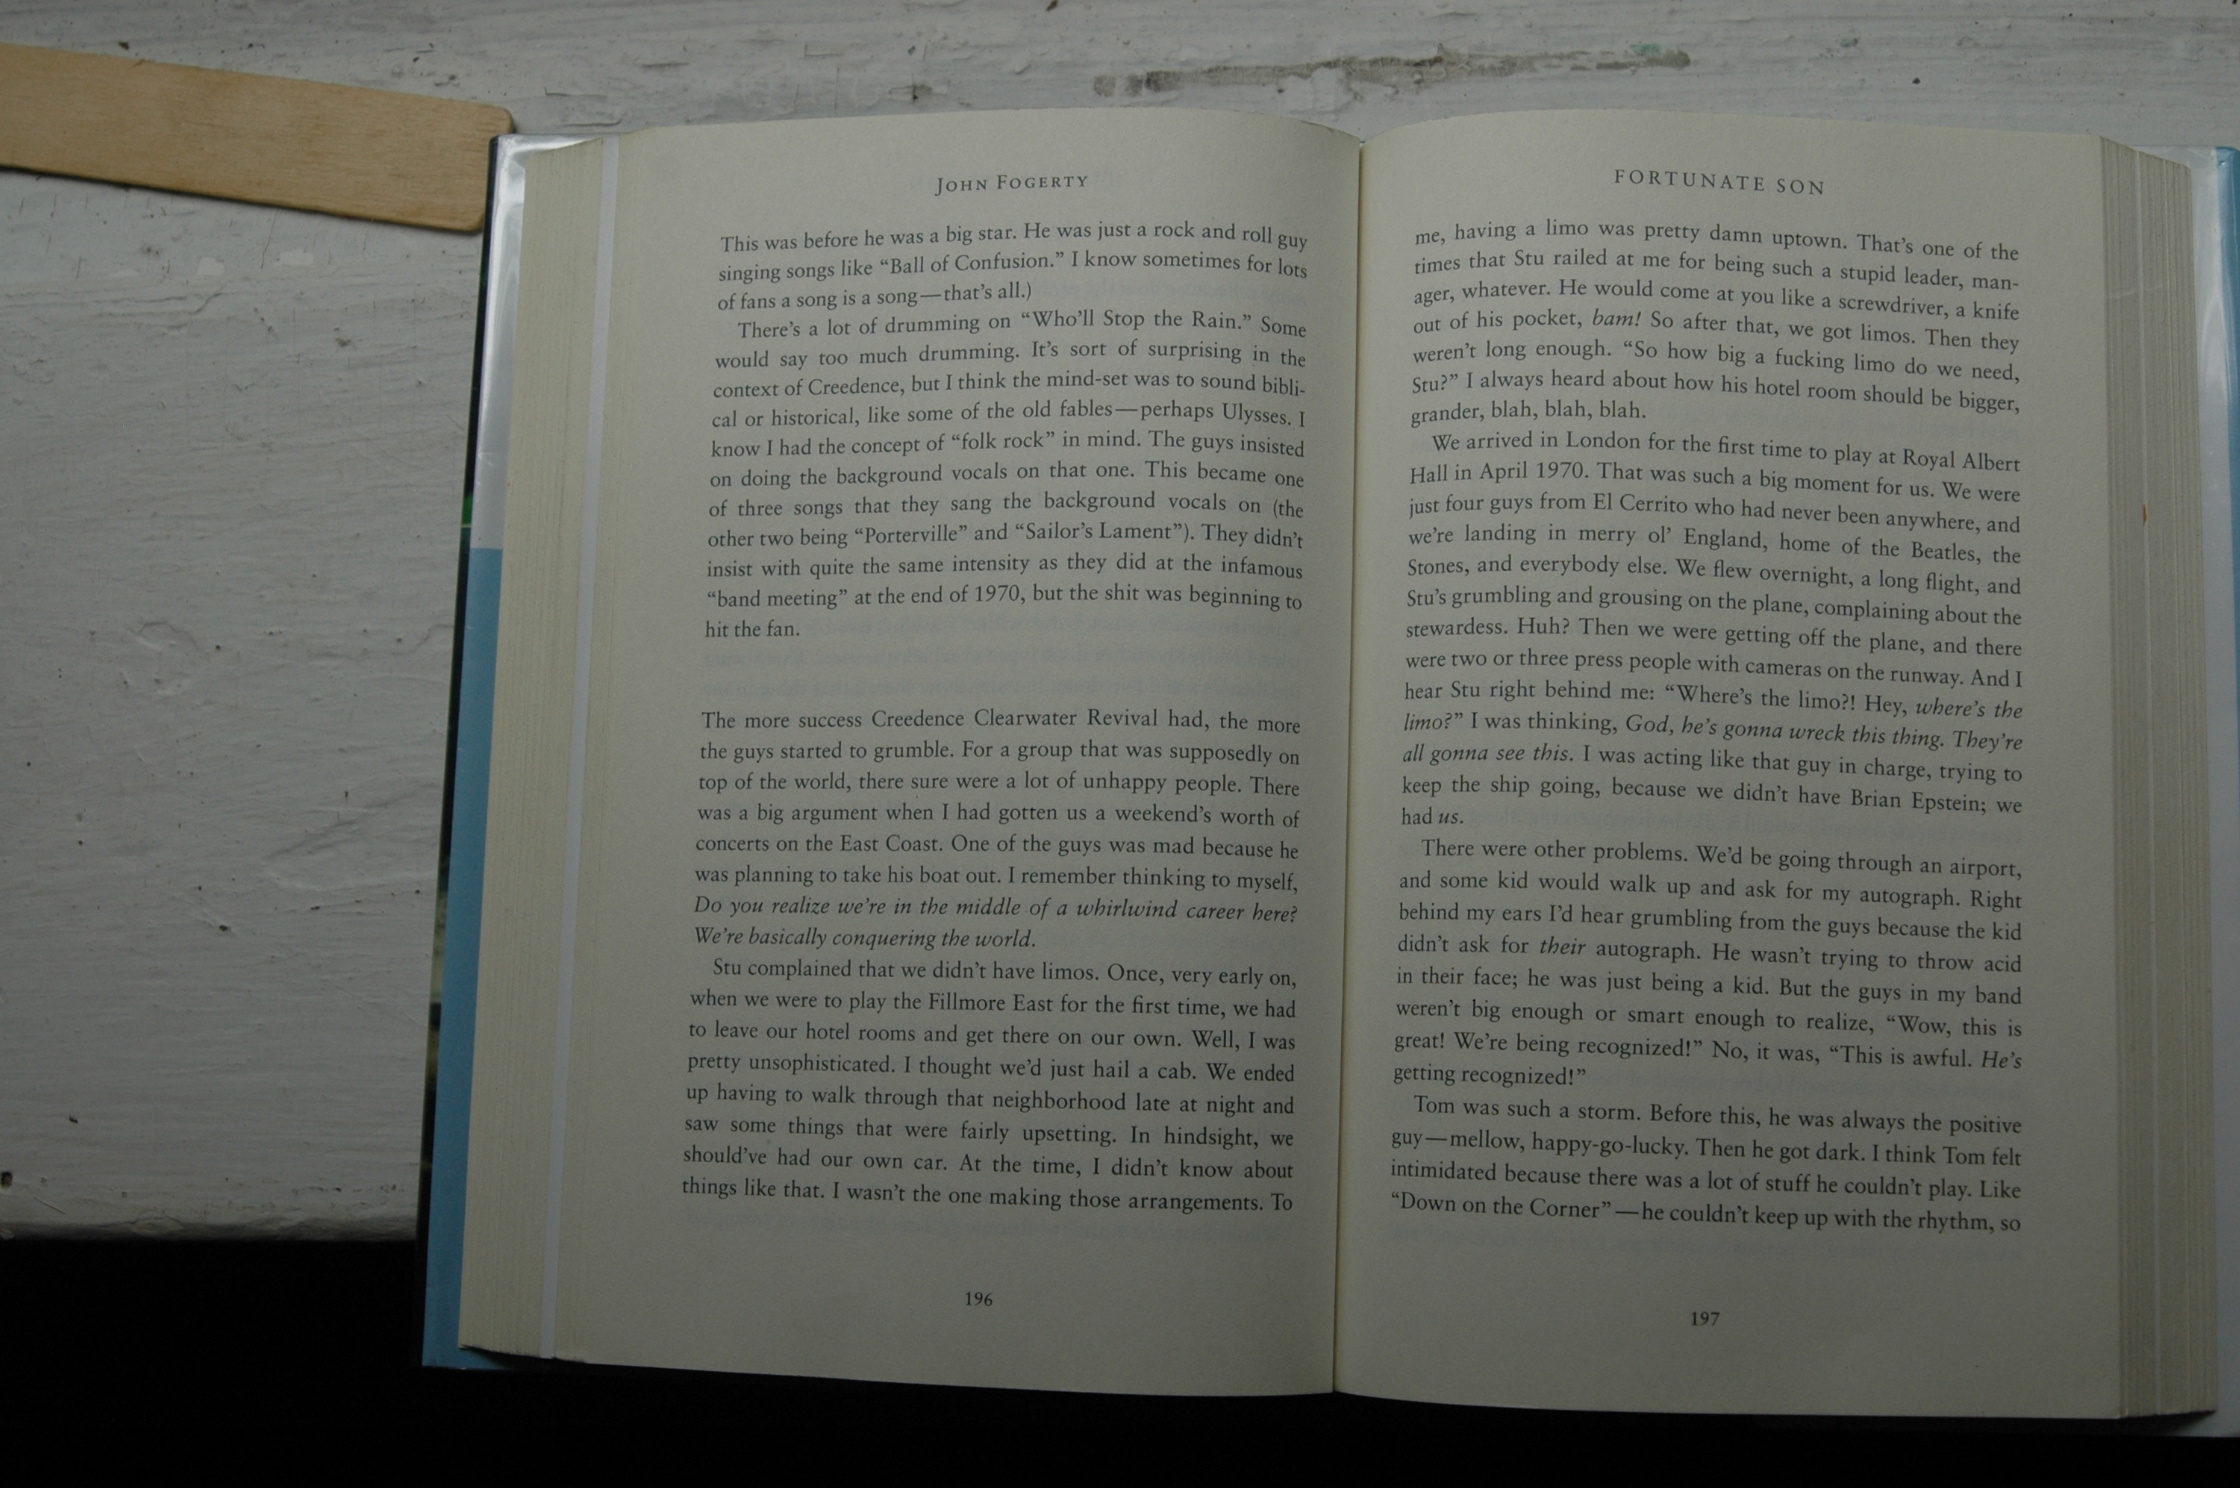 JOHN FOGERTY
This was before he was a big star. He was just a rock and roll guy
singing songs like “Ball of Confusion.” I know sometimes for lots
of fans a song is a song—that’s all.)
There’s a lot of drumming on “Who’ll Stop the Rain.” Some
would say too much drumming. It’s sort of surprising in the
context of Creedence, but I think the mind-set was to sound bibli-
cal or historical, like some of the old fables—perhaps Ulysses. I
know I had the concept of “folk rock” in mind. The guys insisted
on doing the background vocals on that one. This became one
of three songs that they sang the background vocals on (the
other two being “Porterville” and “Sailor’s Lament”). They didn’t
insist with quite the same intensity as they did at the infamous
“band meeting” at the end of 1970, but the shit was beginning to
hit the fan.
The more success Creedence Clearwater Revival had, the more
the guys started to grumble. For a group that was supposedly on
top of the world, there sure were a lot of unhappy people. There
was a big argument when I had gotten us a weekend’s worth of
concerts on the East Coast. One of the guys was mad because he
was planning to take his boat out. I remember thinking to myself,
Do you realize we’re in the middle of a whirlwind career here?
We’re basically conquering the world.
Stu complained that we didn’t have limos. Once, very early on,
when we were to play the Fillmore East for the first time, we had
to leave our hotel rooms and get there on our own. Well, I was
pretty unsophisticated. I thought we’d just hail a cab. We ended
up having to walk through that neighborhood late at night and
saw some things that were fairly upsetting. In hindsight, we
should’ve had our own car. At the time, I didn’t know about
things like that. I wasn’t the one making those arrangements. To
196
FORTUNATE SON
me, having a limo was pretty damn uptown. That’s one of the
times that Stu railed at me for being such a stupid leader, man-
ager, whatever. He would come at you like a screwdriver, a knife
out of his pocket, bam! So after that, we got limos. Then they
weren’t long enough. “So how big a fucking limo do we need,
Stu?” I always heard about how his hotel room should be bigger,
grander, blah, blah, blah.
We arrived in London for the first time to play at Royal Albert
Hall in April 1970. That was such a big moment for us. We were
just four guys from El Cerrito who had never been anywhere, and
we’re landing in merry ol’ England, home of the Beatles, the
Stones, and everybody else. We flew overnight, a long flight, and
Stu’s grumbling and grousing on the plane, complaining about the
stewardess. Huh? Then we were getting off the plane, and there
were two or three press people with cameras on the runway. And I
hear Stu right behind me: “Where’s the limo?! Hey, where’s the
limo?” I was thinking, God, he’s gonna wreck this thing. They’re
all gonna see this. I was acting like that guy in charge, trying to
keep the ship going, because we didn’t have Brian Epstein; we
had us.
There were other problems. We’d be going through an airport,
and some kid would walk up and ask for my autograph. Right
behind my ears I’d hear grumbling from the guys because the kid
didn’t ask for their autograph. He wasn’t trying to throw acid
in their face; he was just being a kid. But the guys in my band
weren’t big enough or smart enough to realize, “Wow, this is
great! We’re being recognized!” No, it was, “This is awful. He’s
getting recognized!”
Tom was such a storm. Before this, he was always the positive
guy—mellow, happy-go-lucky. Then he got dark. I think Tom felt
intimidated because there was a lot of stuff he couldn’t play. Like
“Down on the Corner”—he couldn’t keep up with the rhythm, so
197